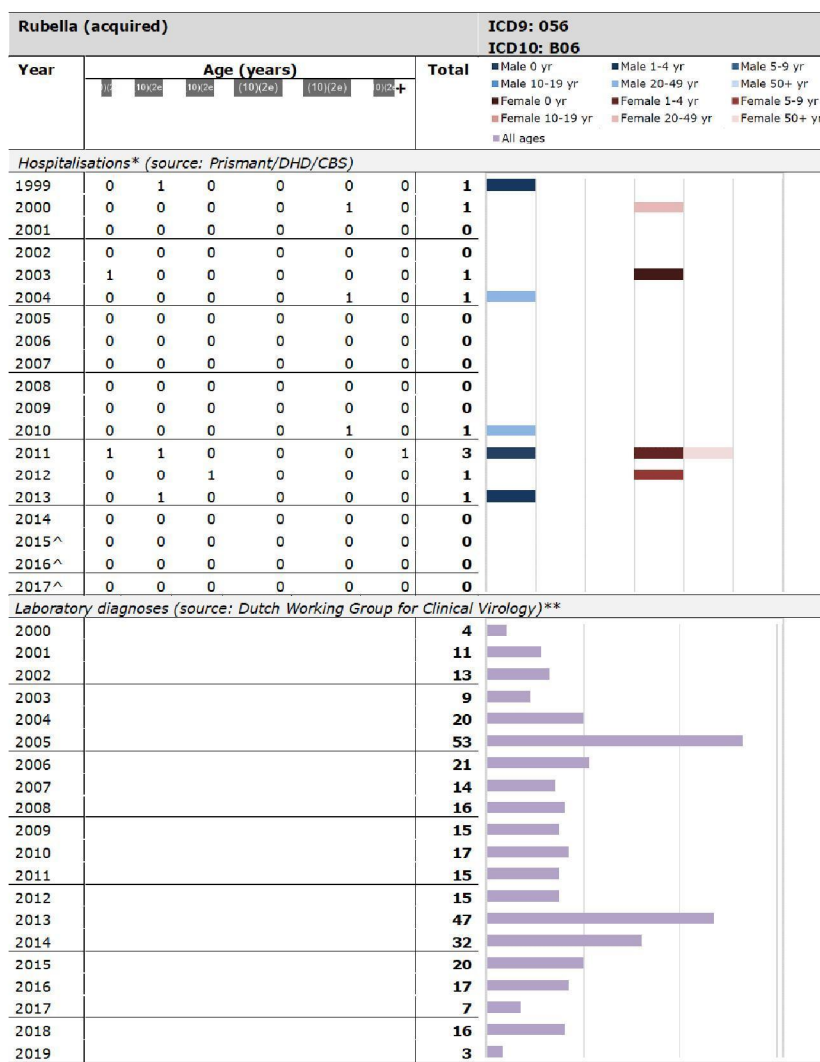 Rubella (acquired) ICD9: 056
ICD10: B06
Year Age (years) Total
(10)(2e) (10)(2e) (10)(2e) (10)(2e) +
■ Male 0 yr ■ Male 1-4 yr ■ Male 5-9 yr
■ Male 10-19 yr ■ Male 20-49 yr ■ Male 50+ yr
■ Female 0 yr ■ Female 1-4 yr ■ Female 5-9 yr
■ Female 10-19 yr ■ Female 20-49 yr ■ Female 50+ yr
■ All ages
Hospitalisations* (source: Prismant/DHD/CBS)
1999 0 1 0 0 0 0 1
2000 0 0 0 0 1 0 1
2001 0 0 0 0 0 0 0
2002 0 0 0 0 0 0 0
2003 1 0 0 0 0 0 1
2004 0 0 0 0 1 0 1
2005 0 0 0 0 0 0 0
2006 0 0 0 0 0 0 0
2007 0 0 0 0 0 0 0
2008 0 0 0 0 0 0 0
2009 0 0 0 0 0 0 0
2010 0 0 0 0 1 0 1
2011 1 1 0 0 0 1 3
2012 0 0 1 0 0 0 1
2013 0 1 0 0 0 0 1
2014 0 0 0 0 0 0 0
2015^ 0 0 0 0 0 0 0
2016^ 0 0 0 0 0 0 0
2017^ 0 0 0 0 0 0 0
Laboratory diagnoses (source: Dutch Working Group for Clinical Virology)**
2000 4
2001 11
2002 13
2003 9
2004 20
2005 53
2006 21
2007 14
2008 16
2009 15
2010 17
2011 15
2012 15
2013 47
2014 32
2015 20
2016 17
2017 7
2018 16
2019 3